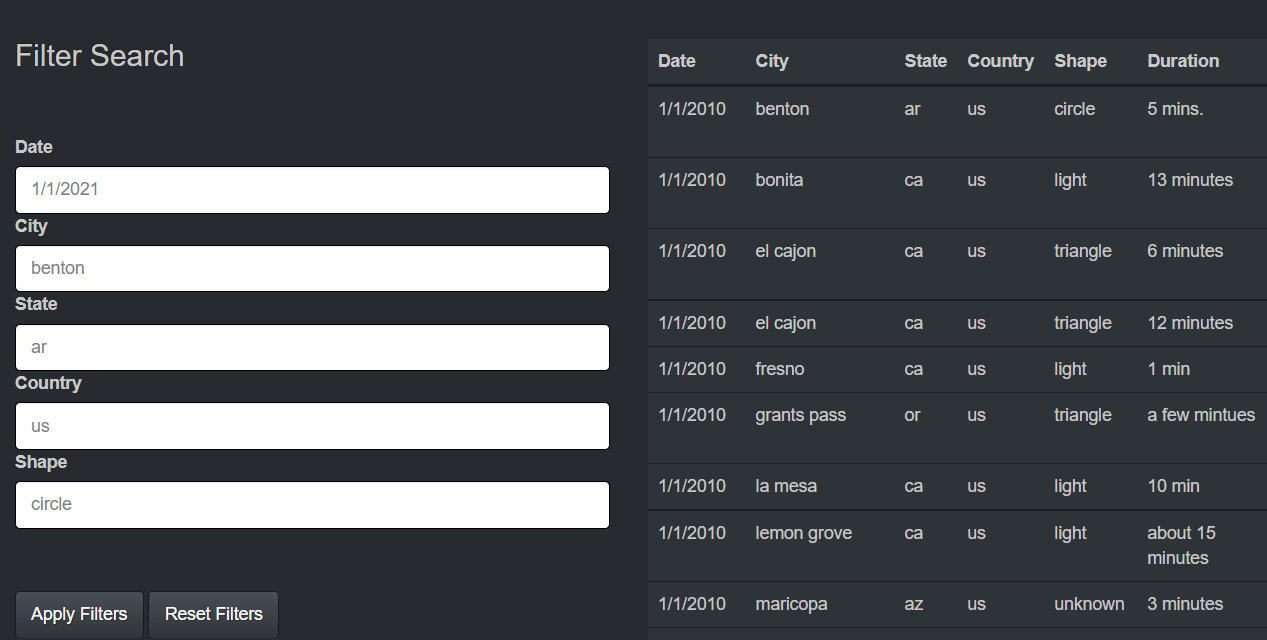 Filter Search
Date
1/1/2021
City
benton
State
ar
Country
us
Shape
circle
Apply Filters Reset Filters
Date City State Country Shape Duration
1/1/2010 benton ar us circle 5 mins.
1/1/2010 bonita ca us light 13 minutes
1/1/2010 el cajon ca us triangle 6 minutes
1/1/2010 el cajon ca us triangle 12 minutes
1/1/2010 fresno ca us light 1 min
1/1/2010 grants pass or us triangle a few mintues
1/1/2010 la mesa ca us light 10 min
1/1/2010 lemon grove ca us light about 15
minutes
1/1/2010 maricopa az us unknown 3 minutes